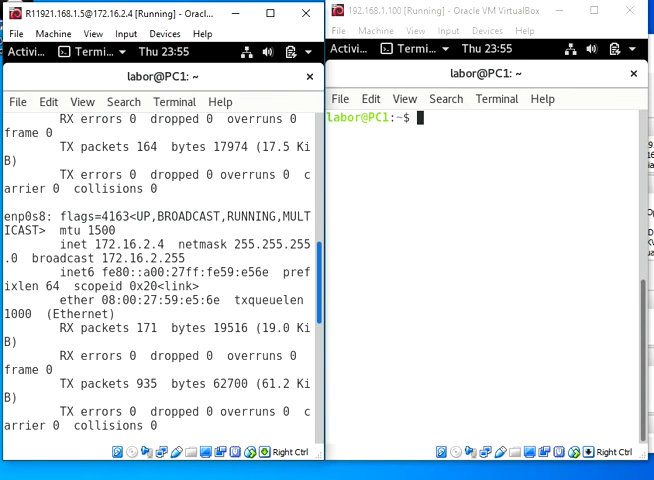 R11921.168.1.5@172.16.2.4 [Running] - Oracl...
File Machine View Input Devices Help
Activi... Termi... Thu 23:55
labor@PC1: ~
File Edit View Search Terminal Help
RX errors 0 dropped 0 overruns 0
frame 0
TX packets 164 bytes 17974 (17.5 Ki
B)
TX errors 0 dropped 0 overruns 0 c
arrier 0 collisions 0
enp0s8: flags=4163<UP,BROADCAST,RUNNING,MULT
ICAST> mtu 1500
inet 172.16.2.4 netmask 255.255.255
.0 broadcast 172.16.2.255
inet6 fe80::a00:27ff:fe59:e56e pref
ixlen 64 scopeid 0x20<link>
ether 08:00:27:59:e5:6e txqueuelen
1000 (Ethernet)
RX packets 171 bytes 19516 (19.0 Ki
B)
RX errors 0 dropped 0 overruns 0
frame 0
TX packets 935 bytes 62700 (61.2 Ki
B)
TX errors 0 dropped 0 overruns 0 c
arrier 0 collisions 0
Right Ctrl
192.168.1.100 [Running] - Oracle VM VirtualBox
File Machine View Input Devices Help
Activi... Termi... Thu 23:55
labor@PC1: ~
File Edit View Search Terminal Help
labor@PC1:~$
Right Ctrl